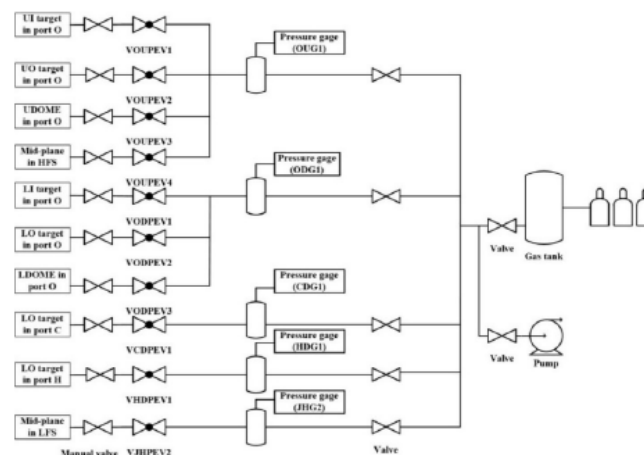 UI target
in port O
VOUPEV1
Pressure gage
(OUG1)
UO target
in port O
VOUPEV2
UDOME
in port O
VOUPEV3
Mid-plane
in HFS
VOUPEV4
Pressure gage
(ODG1)
LI target
in port O
VODPEV1
LO target
in port O
VODPEV2
LDOME in
port O
VODPEV3
Valve
Gas tank
Pressure gage
(CDG1)
LO target
in port C
VCDPEV1
Pressure gage
(HDG1)
LO target
in port H
VHDPEV1
Valve
Pump
Pressure gage
(JHG2)
Mid-plane
in LFS
Manual valve
VJHPEV2
Valve